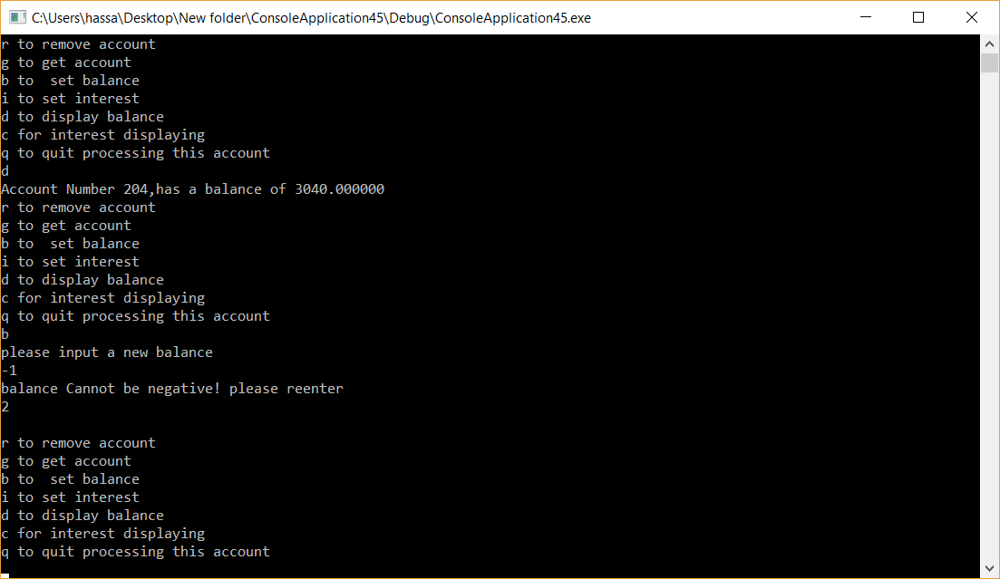 C:\Users\hassa\Desktop\New folder\ConsoleApplication45\Debug\ConsoleApplication45.exe
r to remove account
g to get account
b to  set balance
i to set interest
d to display balance
c for interest displaying
q to quit processing this account
d
Account Number 204,has a balance of 3040.000000
r to remove account
g to get account
b to  set balance
i to set interest
d to display balance
c for interest displaying
q to quit processing this account
b
please input a new balance
-1
balance Cannot be negative! please reenter
2
r to remove account
g to get account
b to  set balance
i to set interest
d to display balance
c for interest displaying
q to quit processing this account